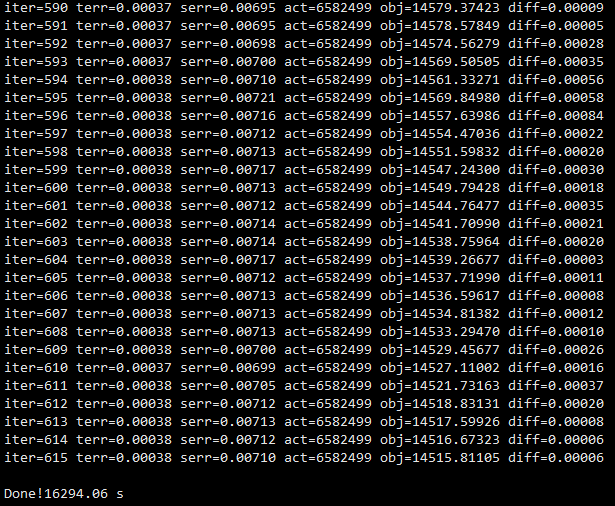 iter=590 terr=0.00037 serr=0.00695 act=6582499 obj=14579.37423 diff=0.00009
iter=591 terr=0.00037 serr=0.00695 act=6582499 obj=14578.57849 diff=0.00005
iter=592 terr=0.00037 serr=0.00698 act=6582499 obj=14574.56279 diff=0.00028
iter=593 terr=0.00037 serr=0.00700 act=6582499 obj=14569.50505 diff=0.00035
iter=594 terr=0.00038 serr=0.00710 act=6582499 obj=14561.33271 diff=0.00056
iter=595 terr=0.00038 serr=0.00721 act=6582499 obj=14569.84980 diff=0.00058
iter=596 terr=0.00038 serr=0.00716 act=6582499 obj=14557.63986 diff=0.00084
iter=597 terr=0.00038 serr=0.00712 act=6582499 obj=14554.47036 diff=0.00022
iter=598 terr=0.00038 serr=0.00713 act=6582499 obj=14551.59832 diff=0.00020
iter=599 terr=0.00038 serr=0.00717 act=6582499 obj=14547.24300 diff=0.00030
iter=600 terr=0.00038 serr=0.00713 act=6582499 obj=14549.79428 diff=0.00018
iter=601 terr=0.00038 serr=0.00712 act=6582499 obj=14544.76477 diff=0.00035
iter=602 terr=0.00038 serr=0.00714 act=6582499 obj=14541.70990 diff=0.00021
iter=603 terr=0.00038 serr=0.00714 act=6582499 obj=14538.75964 diff=0.00020
iter=604 terr=0.00038 serr=0.00717 act=6582499 obj=14539.26677 diff=0.00003
iter=605 terr=0.00038 serr=0.00712 act=6582499 obj=14537.71990 diff=0.00011
iter=606 terr=0.00038 serr=0.00713 act=6582499 obj=14536.59617 diff=0.00008
iter=607 terr=0.00038 serr=0.00713 act=6582499 obj=14534.81382 diff=0.00012
iter=608 terr=0.00038 serr=0.00713 act=6582499 obj=14533.29470 diff=0.00010
iter=609 terr=0.00038 serr=0.00700 act=6582499 obj=14529.45677 diff=0.00026
iter=610 terr=0.00037 serr=0.00699 act=6582499 obj=14527.11002 diff=0.00016
iter=611 terr=0.00038 serr=0.00705 act=6582499 obj=14521.73163 diff=0.00037
iter=612 terr=0.00038 serr=0.00712 act=6582499 obj=14518.83131 diff=0.00020
iter=613 terr=0.00038 serr=0.00713 act=6582499 obj=14517.59926 diff=0.00008
iter=614 terr=0.00038 serr=0.00712 act=6582499 obj=14516.67323 diff=0.00006
iter=615 terr=0.00038 serr=0.00710 act=6582499 obj=14515.81105 diff=0.00006
Done!16294.06 s